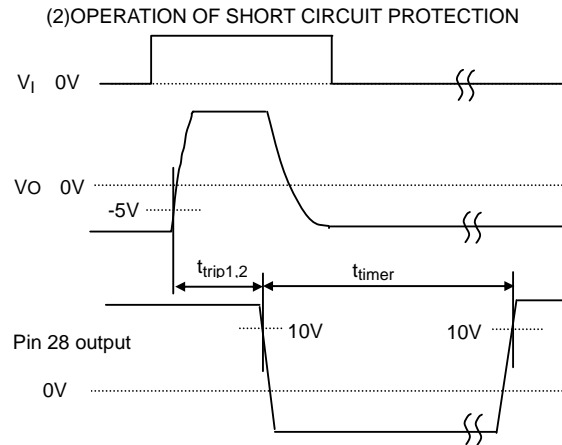 (2)OPERATION OF SHORT CIRCUIT PROTECTION
VI 0V
VO 0V
-5V
ttrip1,2
ttimer
10V
10V
Pin 28 output
0V